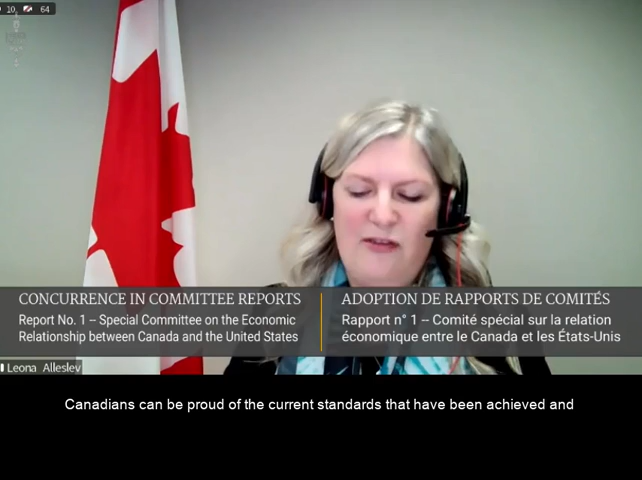 10 64
CONCURRENCE IN COMMITTEE REPORTS
Report No. 1 – Special Committee on the Economic
Relationship between Canada and the United States
ADOPTION DE RAPPORTS DE COMITÉS
Rapport n° 1 – Comité spécial sur la relation
économique entre le Canada et les États-Unis
Leona Alleslev
Canadians can be proud of the current standards that have been achieved and